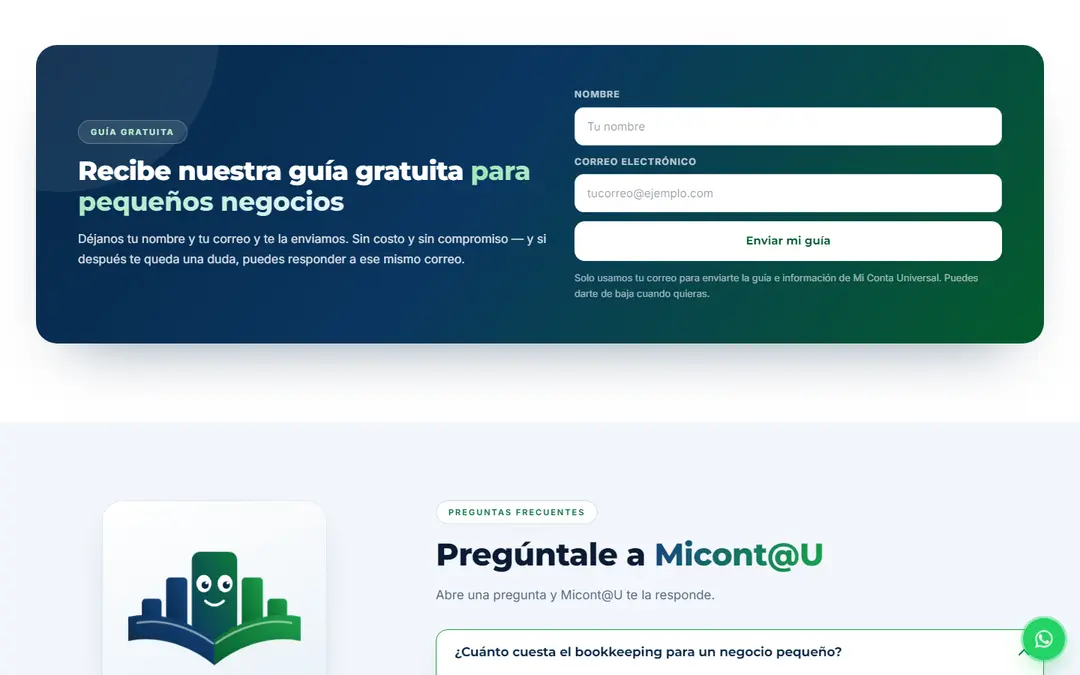 GUÍA GRATUITA
Recibe nuestra guía gratuita para
pequeños negocios
Déjanos tu nombre y tu correo y te la enviamos. Sin costo y sin compromiso — y si
después te queda una duda, puedes responder a ese mismo correo.
NOMBRE
Tu nombre
CORREO ELECTRÓNICO
tucorreo@ejemplo.com
Enviar mi guía
Solo usamos tu correo para enviarte la guía e información de Mi Conta Universal. Puedes
darte de baja cuando quieras.
PREGUNTAS FRECUENTES
Pregúntale a Micont@U
Abre una pregunta y Micont@U te la responde.
¿Cuánto cuesta el bookkeeping para un negocio pequeño?